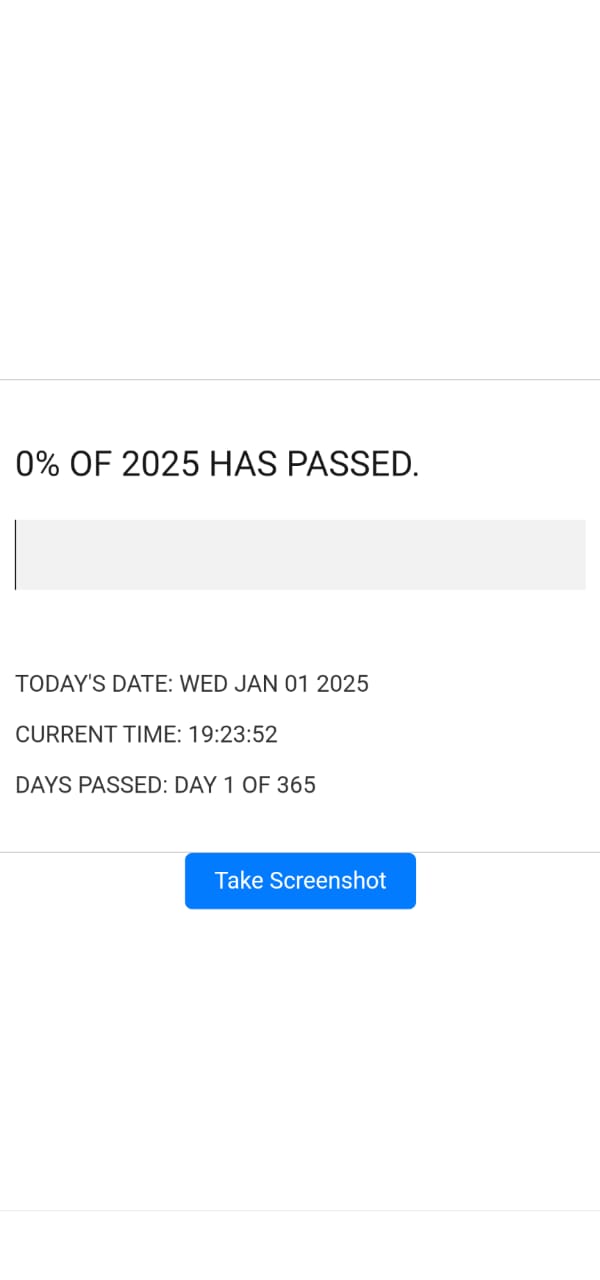 0% OF 2025 HAS PASSED.
TODAY'S DATE: WED JAN 01 2025
CURRENT TIME: 19:23:52
DAYS PASSED: DAY 1 OF 365
Take Screenshot